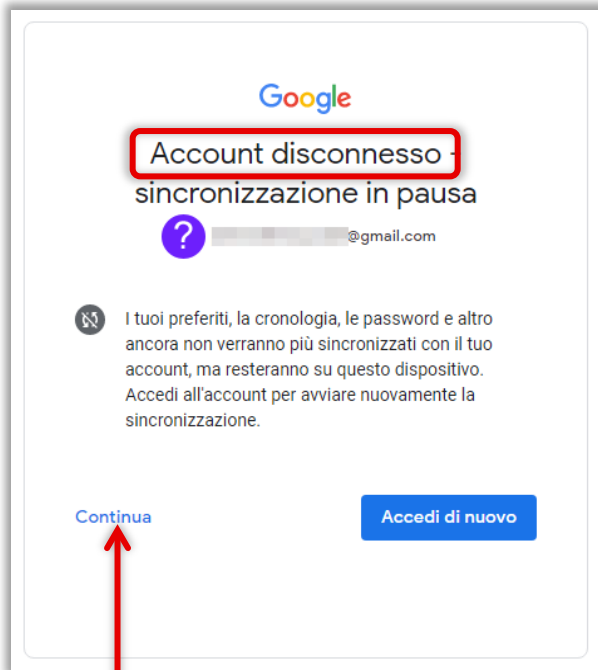 Google
Account disconnesso -
sincronizzazione in pausa
?
@gmail.com
I tuoi preferiti, la cronologia, le password e altro
ancora non verranno più sincronizzati con il tuo
account, ma resteranno su questo dispositivo.
Accedi all'account per avviare nuovamente la
sincronizzazione.
Continua
Accedi di nuovo